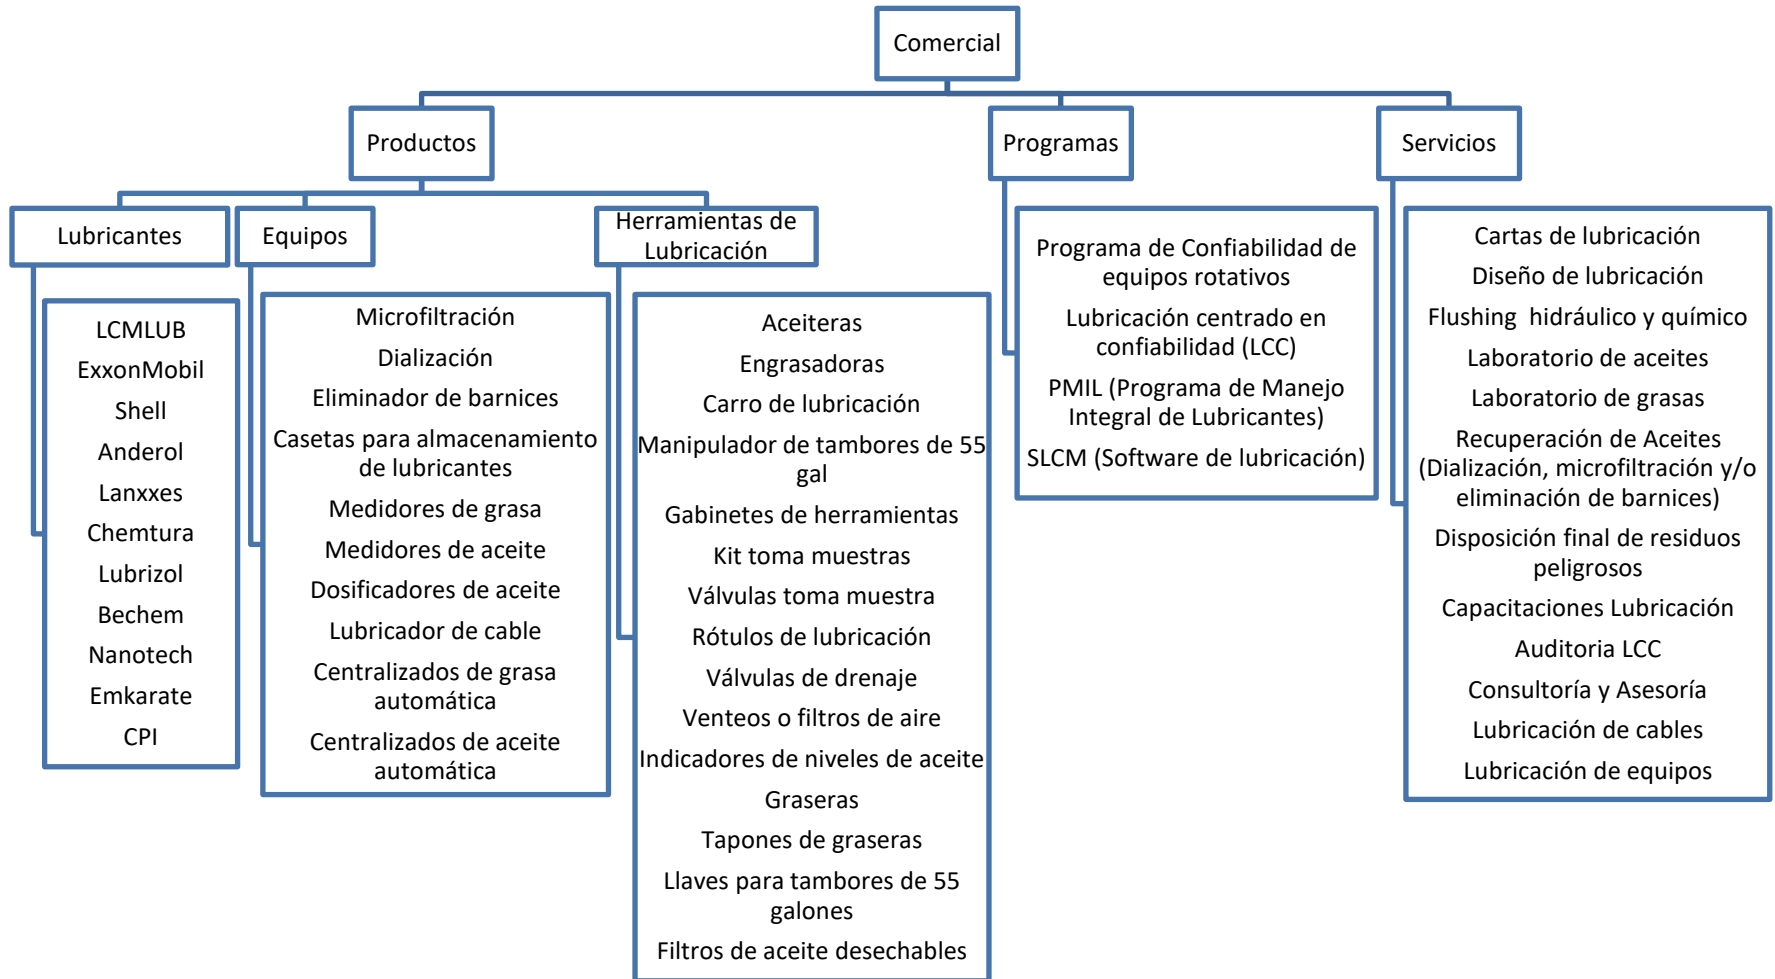 Comercial
Productos
Programas
Servicios
Lubricantes
Equipos
Herramientas de
Lubricación
LCMLUB
ExxonMobil
Shell
Anderol
Lanxxes
Chemtura
Lubrizol
Bechem
Nanotech
Emkarate
CPI
Microfiltración
Dialización
Eliminador de barnices
Casetas para almacenamiento
de lubricantes
Medidores de grasa
Medidores de aceite
Dosificadores de aceite
Lubricador de cable
Centralizados de grasa
automática
Centralizados de aceite
automática
Aceiteras
Engrasadoras
Carro de lubricación
Manipulador de tambores de 55
gal
Gabinetes de herramientas
Kit toma muestras
Válvulas toma muestra
Rótulos de lubricación
Válvulas de drenaje
Venteos o filtros de aire
Indicadores de niveles de aceite
Graseras
Tapones de graseras
Llaves para tambores de 55
galones
Filtros de aceite desechables
Programa de Confiabilidad de
equipos rotativos
Lubricación centrado en
confiabilidad (LCC)
PMIL (Programa de Manejo
Integral de Lubricantes)
SLCM (Software de lubricación)
Cartas de lubricación
Diseño de lubricación
Flushing  hidráulico y químico
Laboratorio de aceites
Laboratorio de grasas
Recuperación de Aceites
(Dialización, microfiltración y/o
eliminación de barnices)
Disposición final de residuos
peligrosos
Capacitaciones Lubricación
Auditoria LCC
Consultoría y Asesoría
Lubricación de cables
Lubricación de equipos